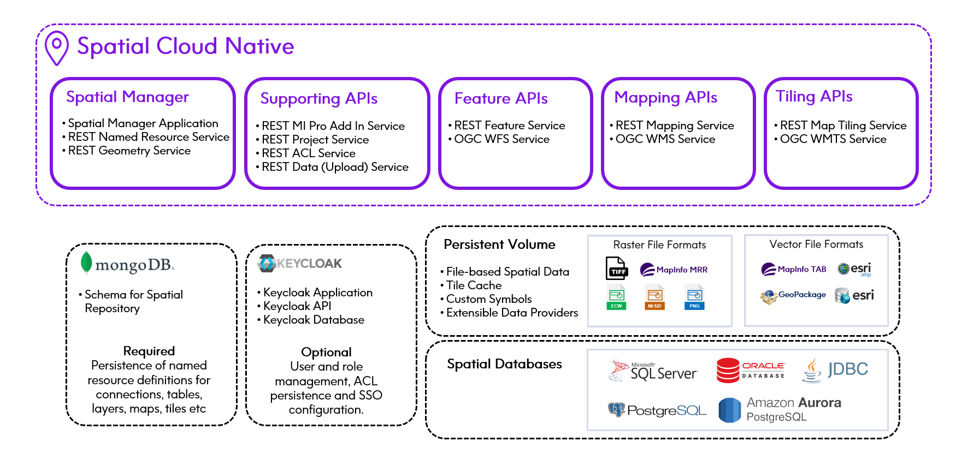 Spatial Cloud Native
Spatial Manager
• Spatial Manager Application
• REST Named Resource Service
• REST Geometry Service
Supporting APIs
• REST MI Pro Add In Service
• REST Project Service
• REST ACL Service
• REST Data (Upload) Service
Feature APIs
• REST Feature Service
• OGC WFS Service
Mapping APIs
• REST Mapping Service
• OGC WMS Service
Tiling APIs
• REST Map Tiling Service
• OGC WMTS Service
mongoDB.
• Schema for Spatial
Repository
Required
Persistence of named
resource definitions for
connections, tables,
layers, maps, tiles etc
KEYCLOAK
• Keycloak Application
• Keycloak API
• Keycloak Database
Optional
User and role
management, ACL
persistence and SSO
configuration.
Persistent Volume
• File-based Spatial Data
• Tile Cache
• Custom Symbols
• Extensible Data Providers
Raster File Formats
TIFF
MapInfo MRR
ECW
MrSID
PNG
Vector File Formats
MapInfo TAB
esri
shp
GeoPackage
esri
Spatial Databases
Microsoft
SQL Server
ORACLE
DATABASE
JDBC
PostgreSQL
Amazon Aurora
PostgreSQL